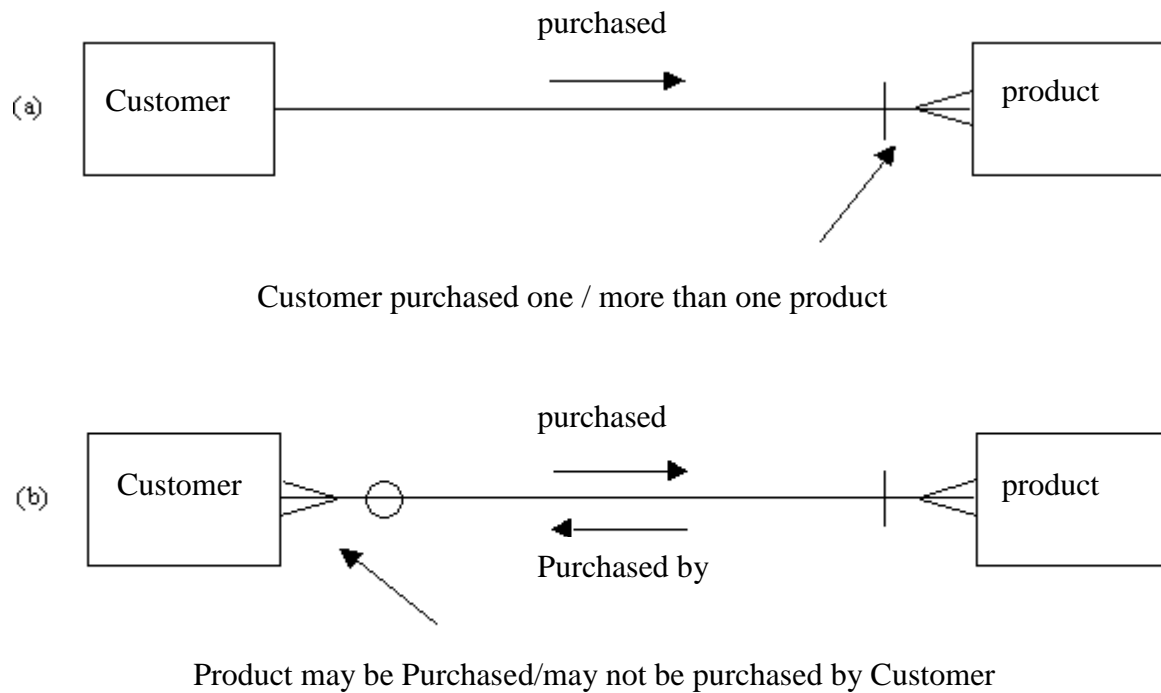 purchased
(a) Customer product
Customer purchased one / more than one product
purchased
(b) Customer product
Purchased by
Product may be Purchased/may not be purchased by Customer